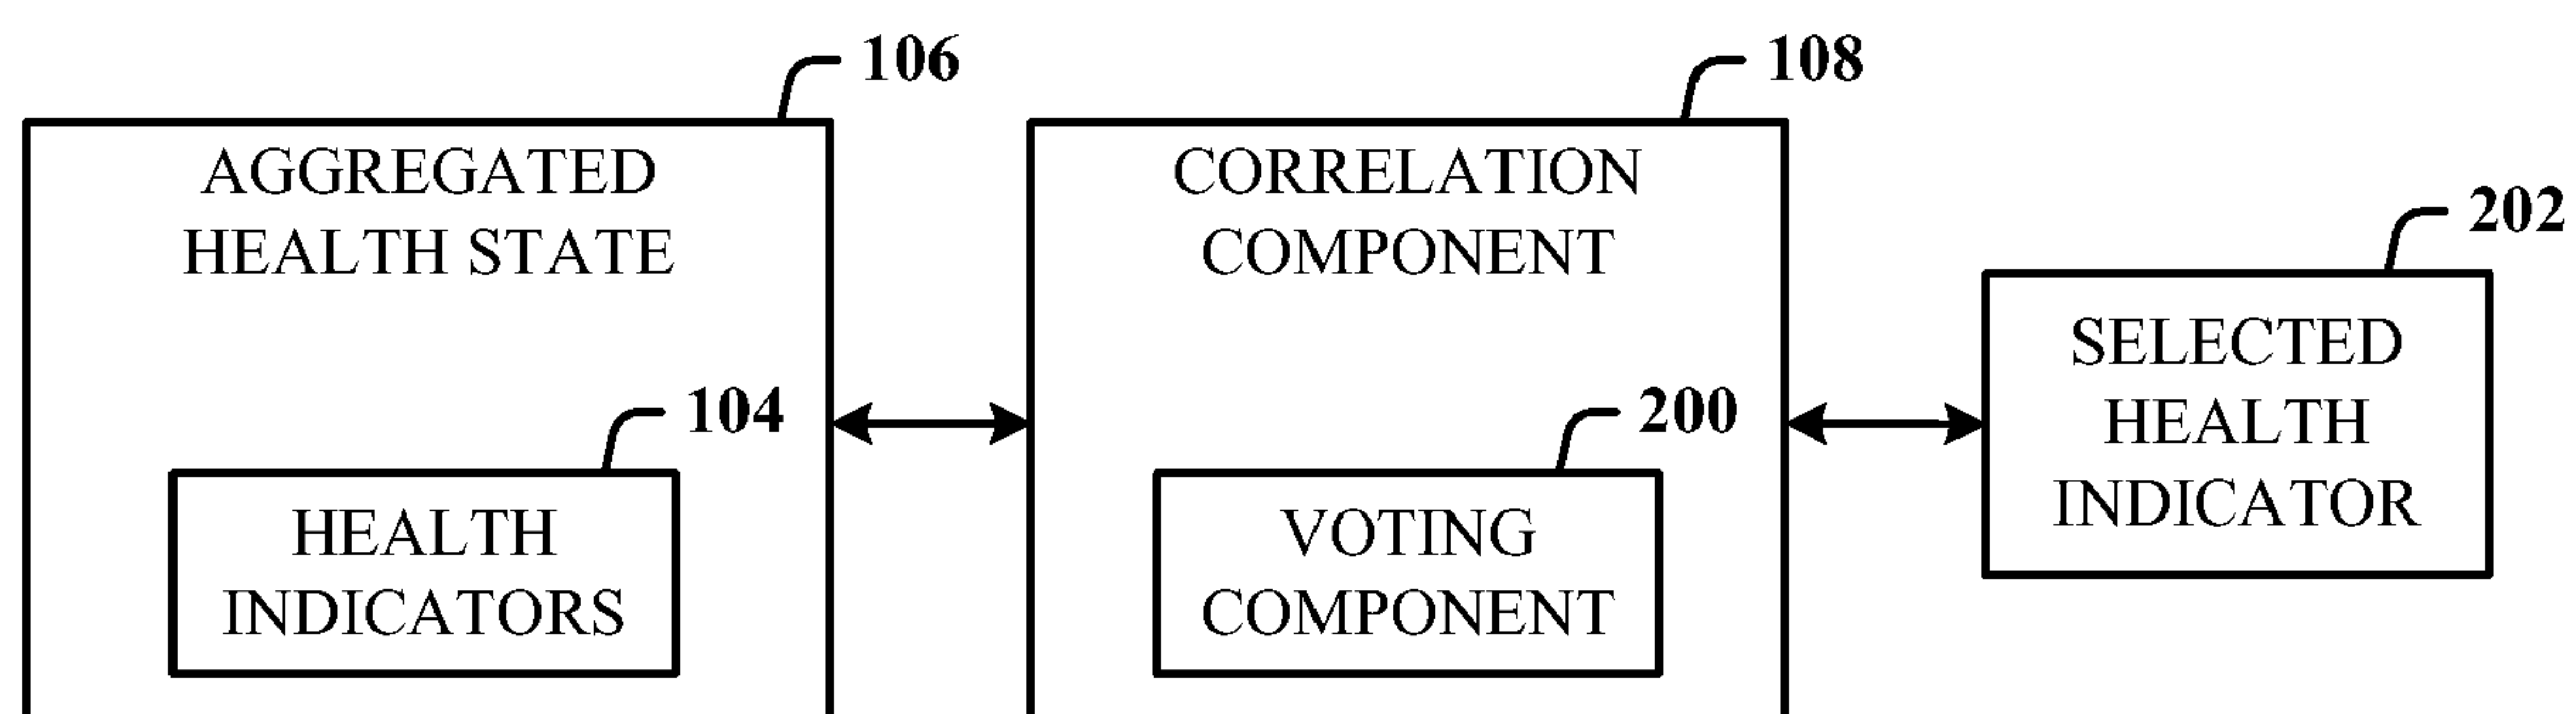 106
AGGREGATED
HEALTH STATE
104
HEALTH
INDICATORS
108
CORRELATION
COMPONENT
200
VOTING
COMPONENT
202
SELECTED
HEALTH
INDICATOR